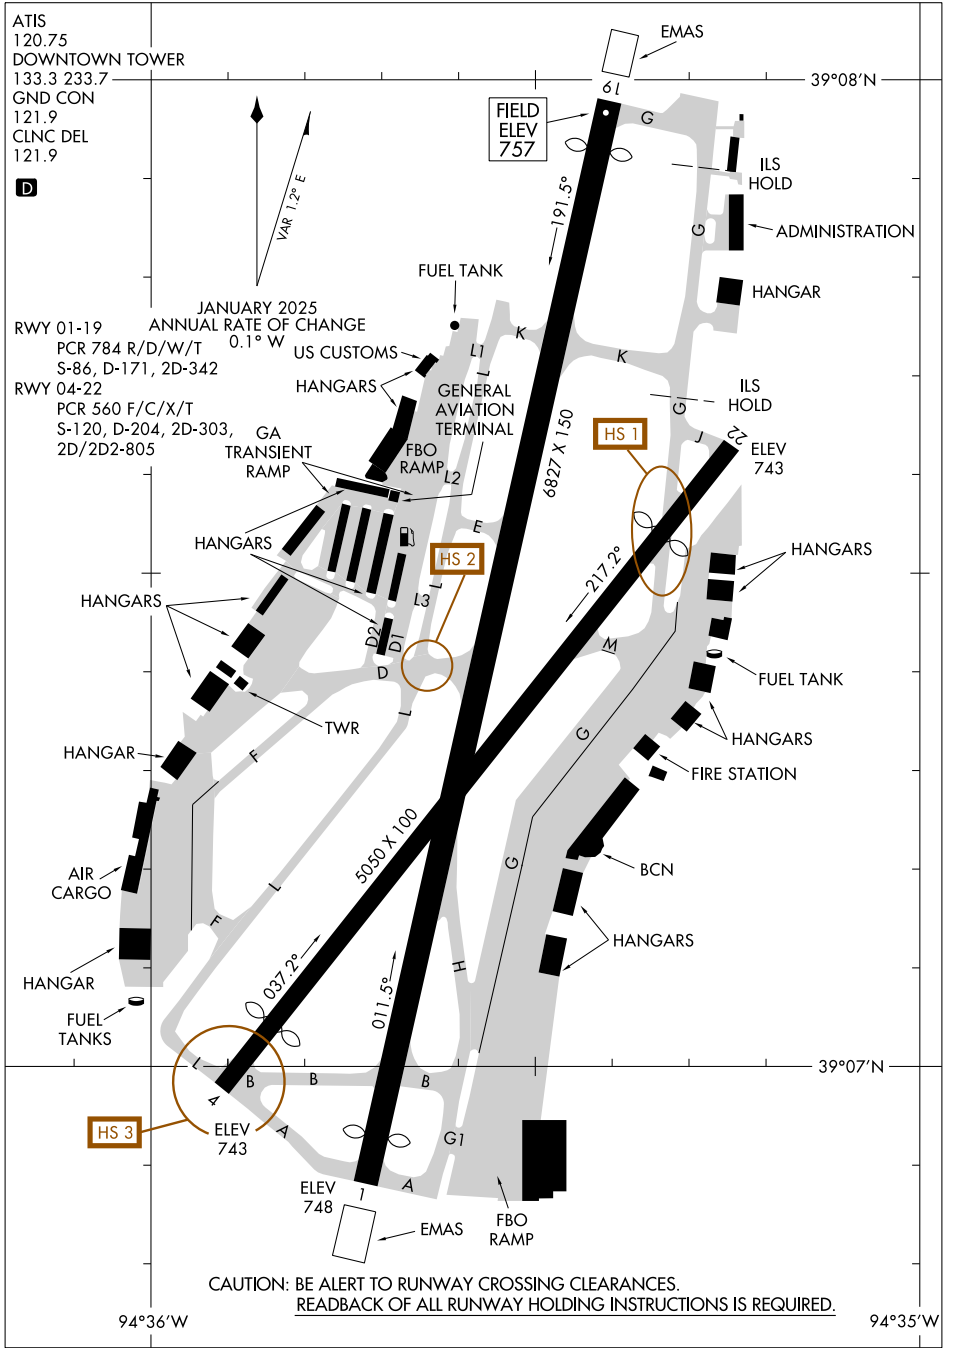 ATIS
120.75
DOWNTOWN TOWER
133.3 233.7
GND CON
121.9
CLNC DEL
121.9
D
EMAS
39°08'N
19
FIELD
ELEV
757
G
ILS
HOLD
VAR 1.2° E
191.5°
G
ADMINISTRATION
FUEL TANK
HANGAR
JANUARY 2025
ANNUAL RATE OF CHANGE
0.1° W
RWY 01-19
PCR 784 R/D/W/T
S-86, D-171, 2D-342
RWY 04-22
PCR 560 F/C/X/T
S-120, D-204, 2D-303,
2D/2D2-805
US CUSTOMS
L1
K
K
L
HANGARS
GENERAL
AVIATION
TERMINAL
ILS
HOLD
G
J
22
ELEV
743
HS 1
6827 X 150
GA
TRANSIENT
RAMP
FBO
RAMP
L2
E
HANGARS
HS 2
217.2°
HANGARS
L
L3
HANGARS
D2
D1
D
M
FUEL TANK
L
TWR
G
HANGARS
HANGAR
F
FIRE STATION
5050 X 100
G
BCN
AIR
CARGO
L
F
HANGARS
H
HANGAR
037.2°
011.5°
FUEL
TANKS
L
B
B
B
39°07'N
4
HS 3
ELEV
743
A
G1
ELEV
748
1
A
EMAS
FBO
RAMP
CAUTION: BE ALERT TO RUNWAY CROSSING CLEARANCES.
READBACK OF ALL RUNWAY HOLDING INSTRUCTIONS IS REQUIRED.
94°36'W
94°35'W